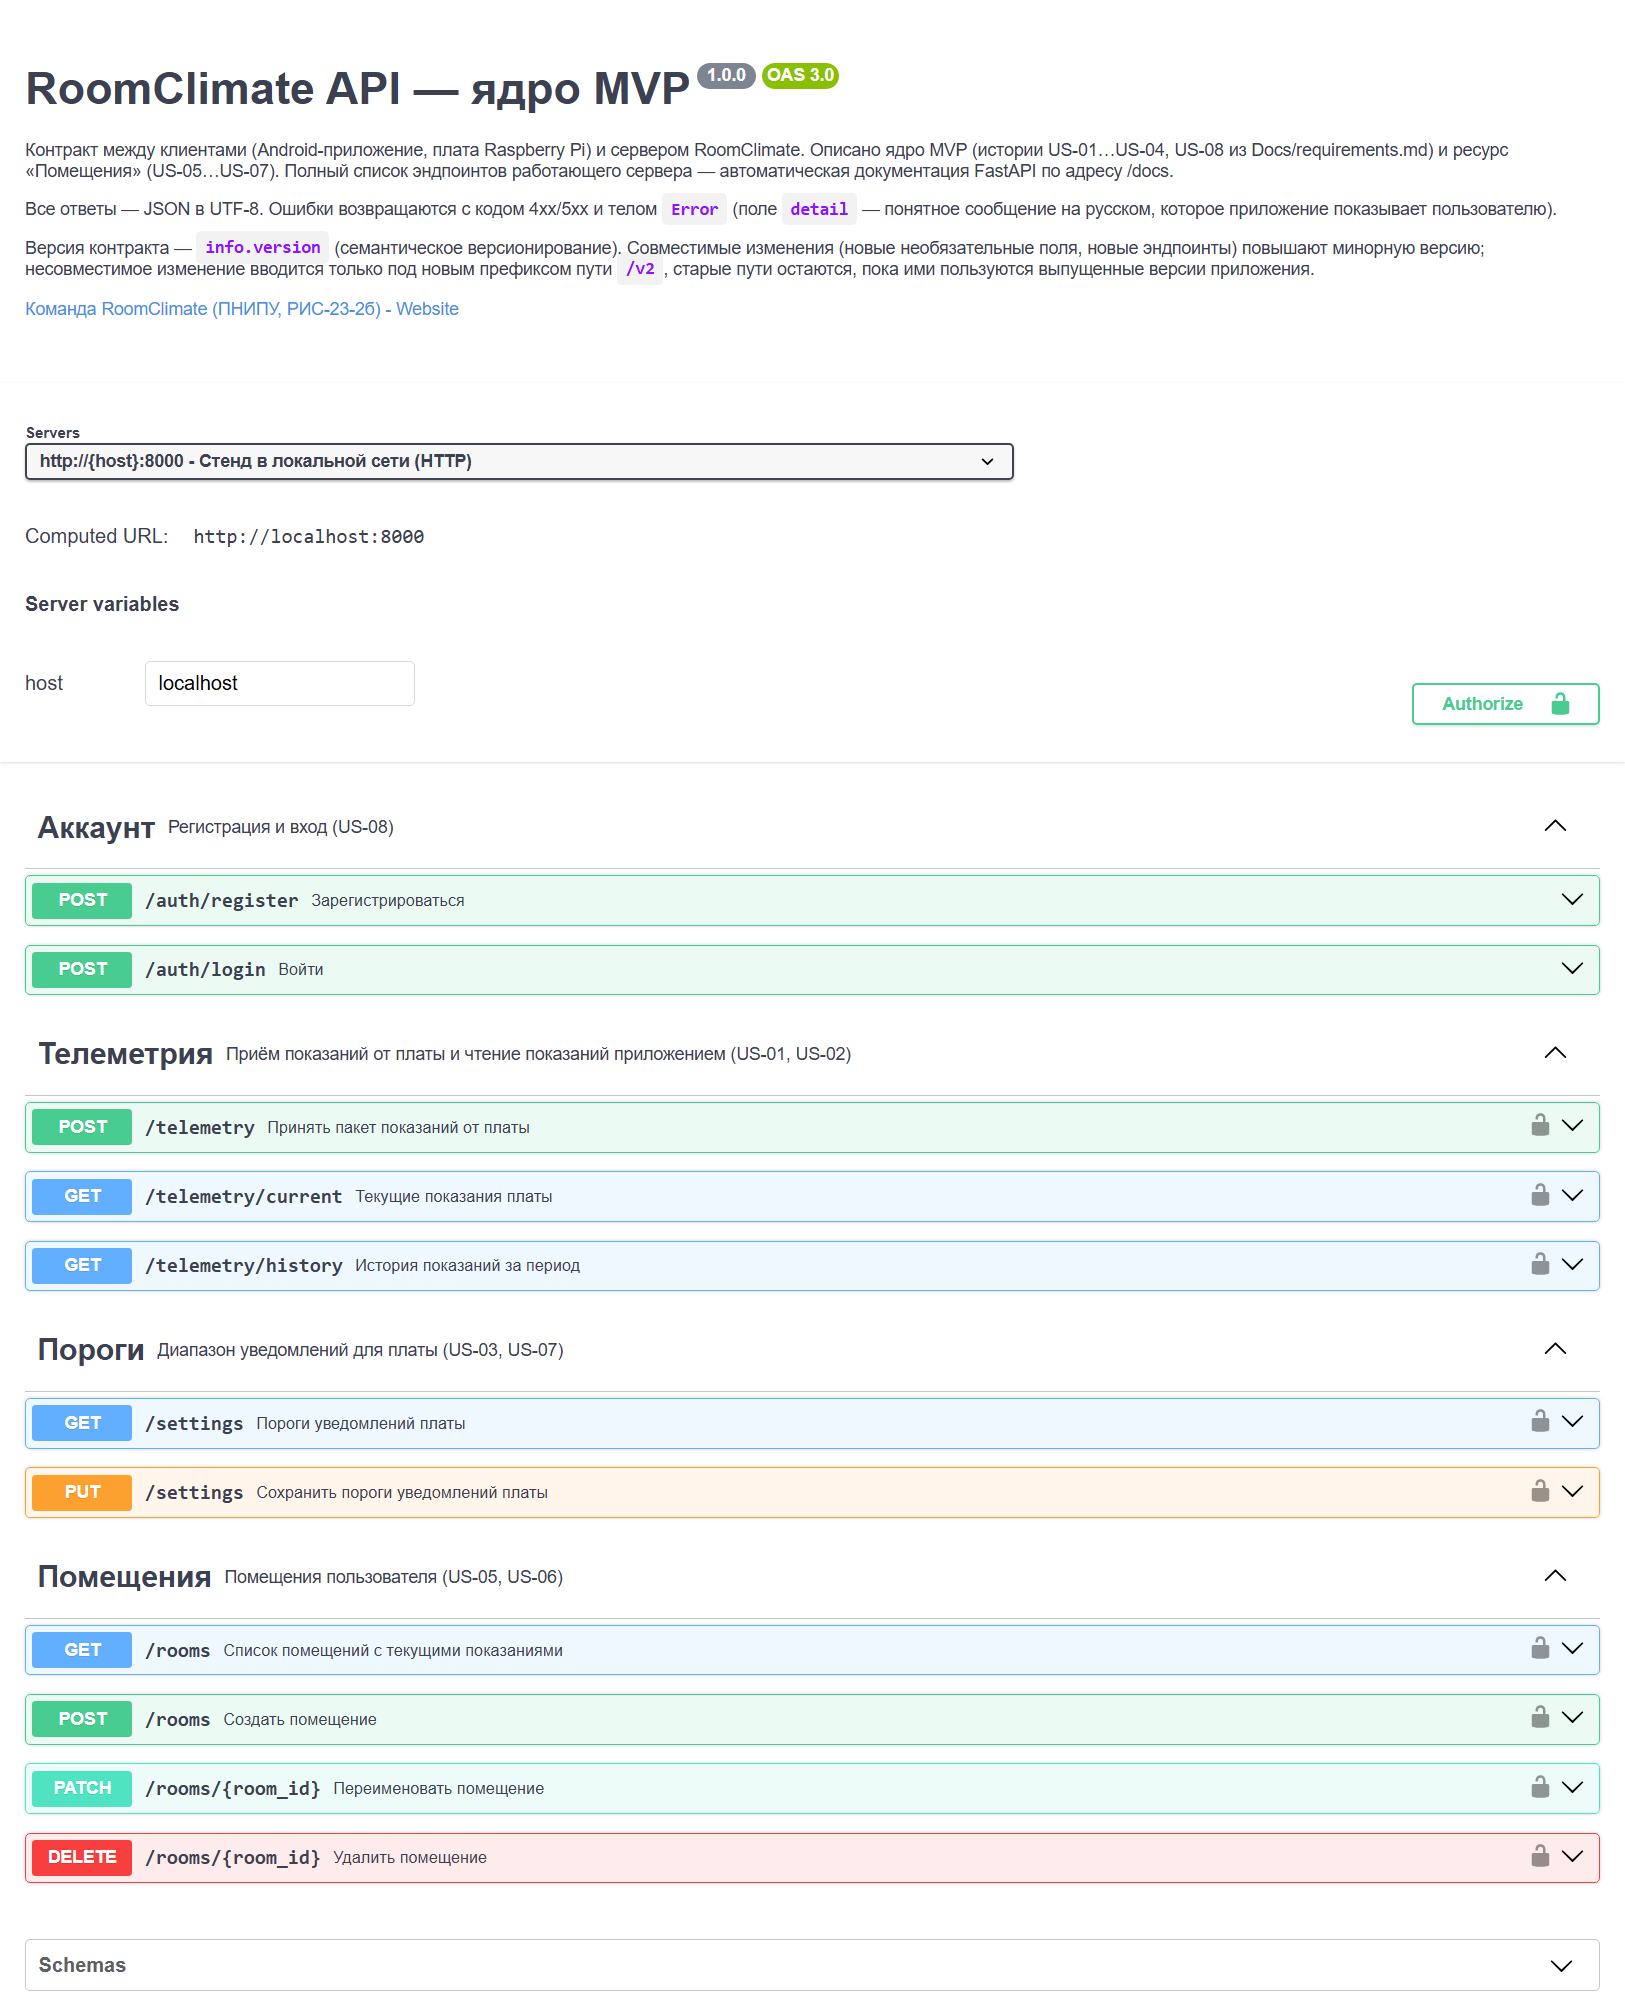 RoomClimate API — ядро MVP 1.0.0 OAS 3.0
Контракт между клиентами (Android-приложение, плата Raspberry Pi) и сервером RoomClimate. Описано ядро MVP (истории US-01…US-04, US-08 из Docs/requirements.md) и ресурс
«Помещения» (US-05…US-07). Полный список эндпоинтов работающего сервера — автоматическая документация FastAPI по адресу /docs.
Все ответы — JSON в UTF-8. Ошибки возвращаются с кодом 4xx/5xx и телом Error (поле detail — понятное сообщение на русском, которое приложение показывает пользователю).
Версия контракта — info.version (семантическое версионирование). Совместимые изменения (новые необязательные поля, новые эндпоинты) повышают минорную версию;
несовместимое изменение вводится только под новым префиксом пути /v2 , старые пути остаются, пока ими пользуются выпущенные версии приложения.
Команда RoomClimate (ПНИПУ, РИС-23-2б) - Website
Servers
http://{host}:8000 - Стенд в локальной сети (HTTP)
Computed URL: http://localhost:8000
Server variables
host localhost
Authorize
Аккаунт Регистрация и вход (US-08)
POST /auth/register Зарегистрироваться
POST /auth/login Войти
Телеметрия Приём показаний от платы и чтение показаний приложением (US-01, US-02)
POST /telemetry Принять пакет показаний от платы
GET /telemetry/current Текущие показания платы
GET /telemetry/history История показаний за период
Пороги Диапазон уведомлений для платы (US-03, US-07)
GET /settings Пороги уведомлений платы
PUT /settings Сохранить пороги уведомлений платы
Помещения Помещения пользователя (US-05, US-06)
GET /rooms Список помещений с текущими показаниями
POST /rooms Создать помещение
PATCH /rooms/{room_id} Переименовать помещение
DELETE /rooms/{room_id} Удалить помещение
Schemas